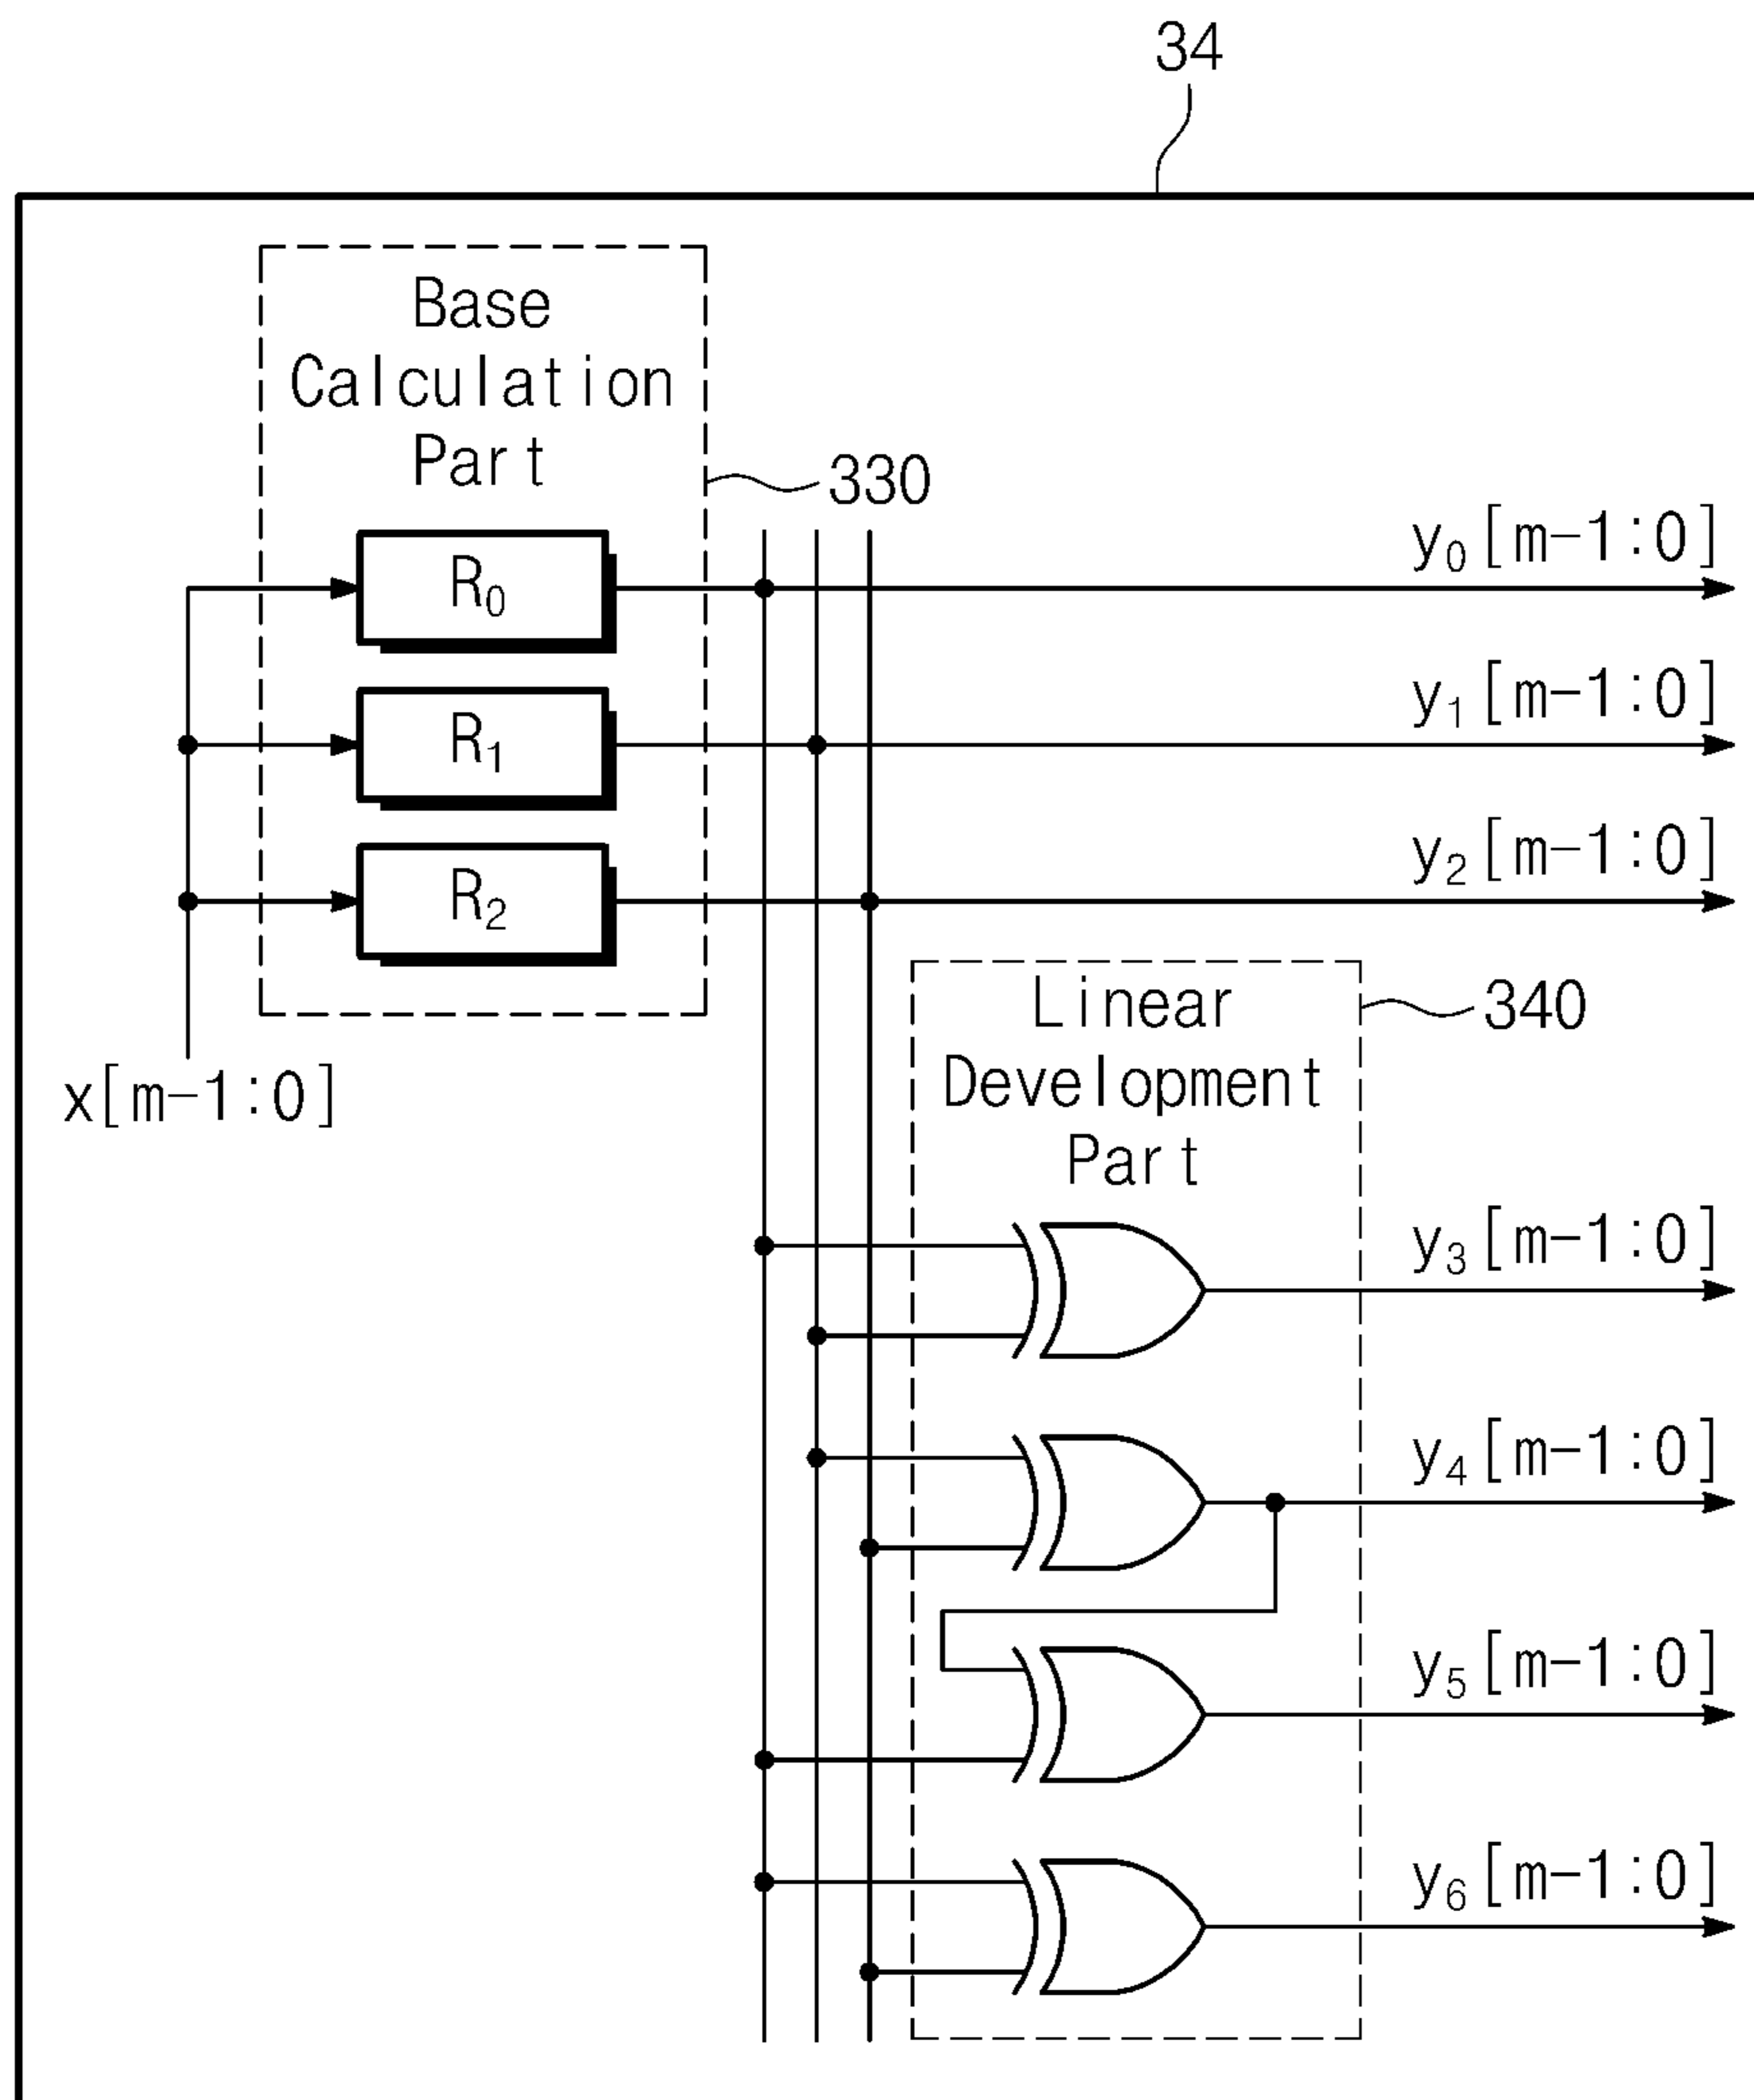 34
Base
Calculation
Part
330
R₀
y₀[m-1:0]
R₁
y₁[m-1:0]
R₂
y₂[m-1:0]
x[m-1:0]
Linear
Development
Part
340
y₃[m-1:0]
y₄[m-1:0]
y₅[m-1:0]
y₆[m-1:0]